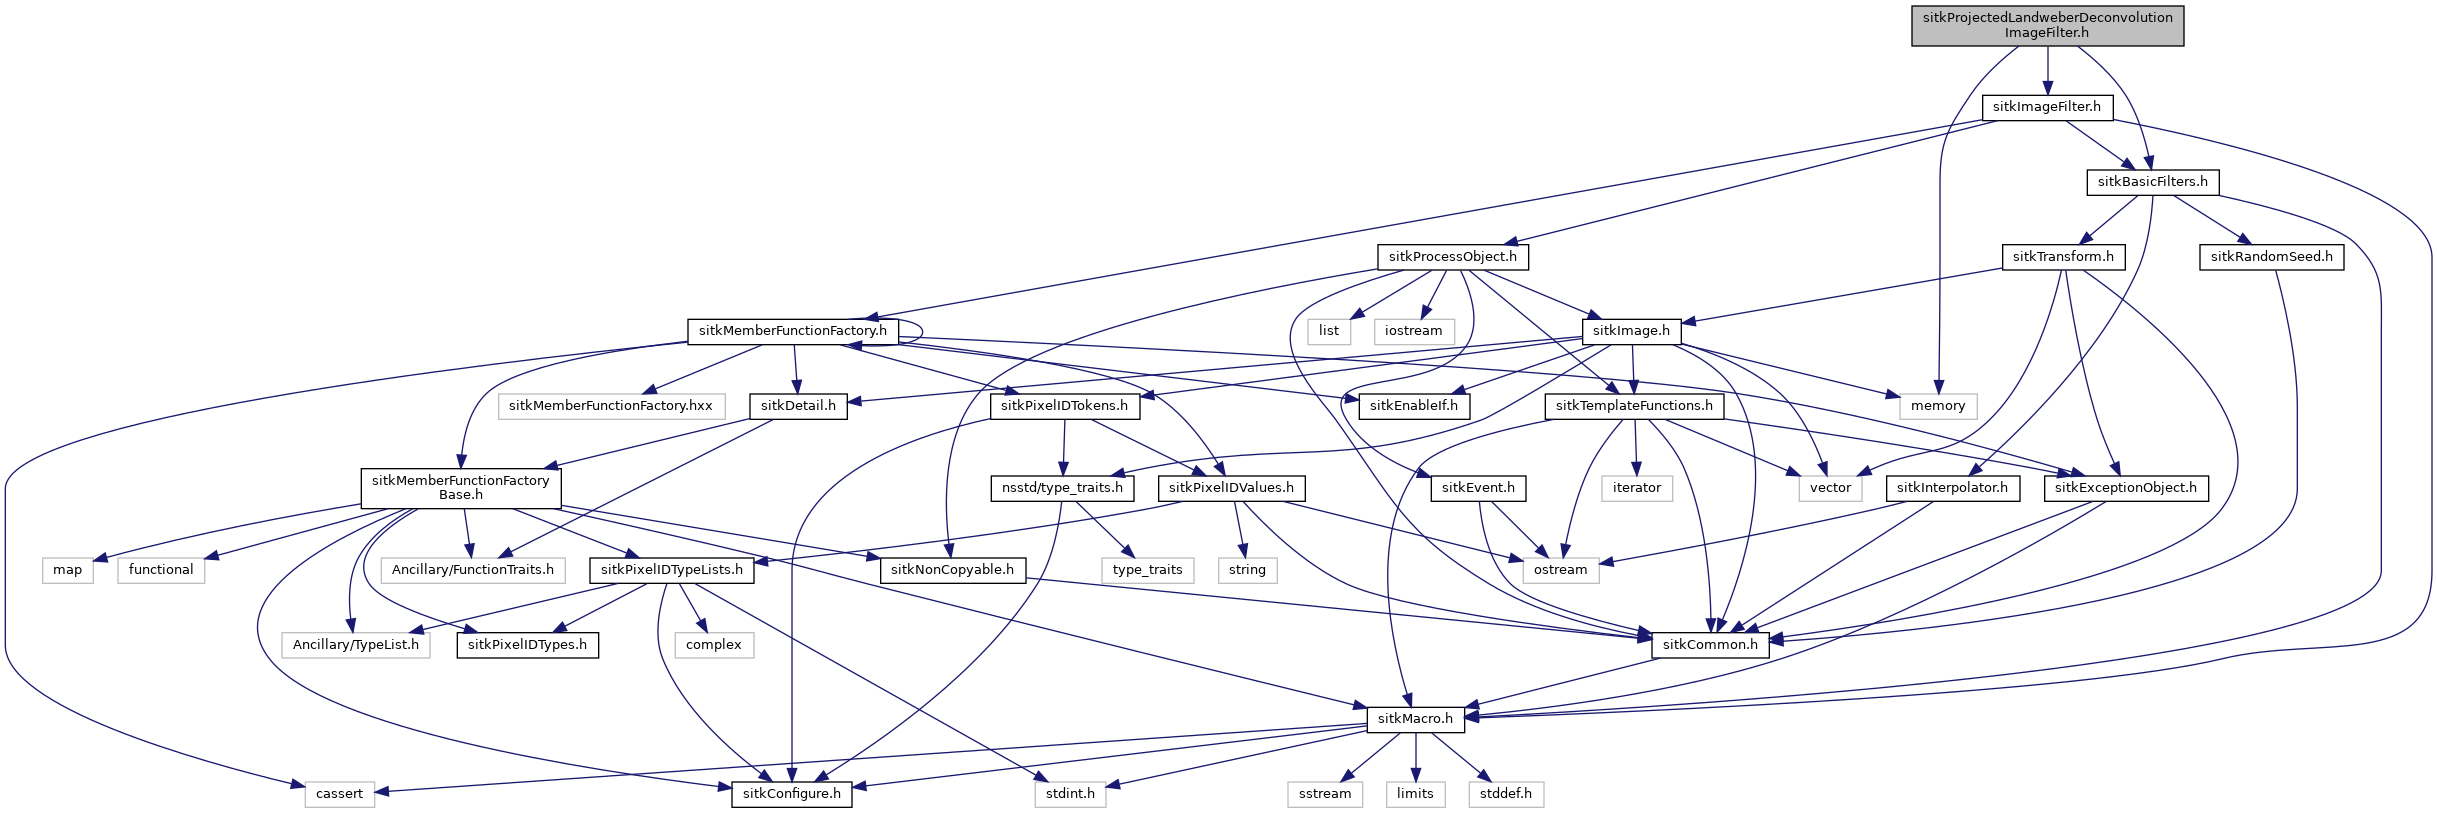 sitkProjectedLandweberDeconvolution
ImageFilter.h
sitkImageFilter.h
sitkBasicFilters.h
sitkProcessObject.h
sitkTransform.h
sitkRandomSeed.h
sitkMemberFunctionFactory.h
list
iostream
sitkImage.h
sitkMemberFunctionFactory.hxx
sitkDetail.h
sitkPixelIDTokens.h
sitkEnableIf.h
sitkTemplateFunctions.h
memory
sitkMemberFunctionFactory
Base.h
nsstd/type_traits.h
sitkPixelIDValues.h
sitkEvent.h
iterator
vector
sitkInterpolator.h
sitkExceptionObject.h
map
functional
Ancillary/FunctionTraits.h
sitkPixelIDTypeLists.h
sitkNonCopyable.h
type_traits
string
ostream
Ancillary/TypeList.h
sitkPixelIDTypes.h
complex
sitkCommon.h
sitkMacro.h
cassert
sitkConfigure.h
stdint.h
sstream
limits
stddef.h